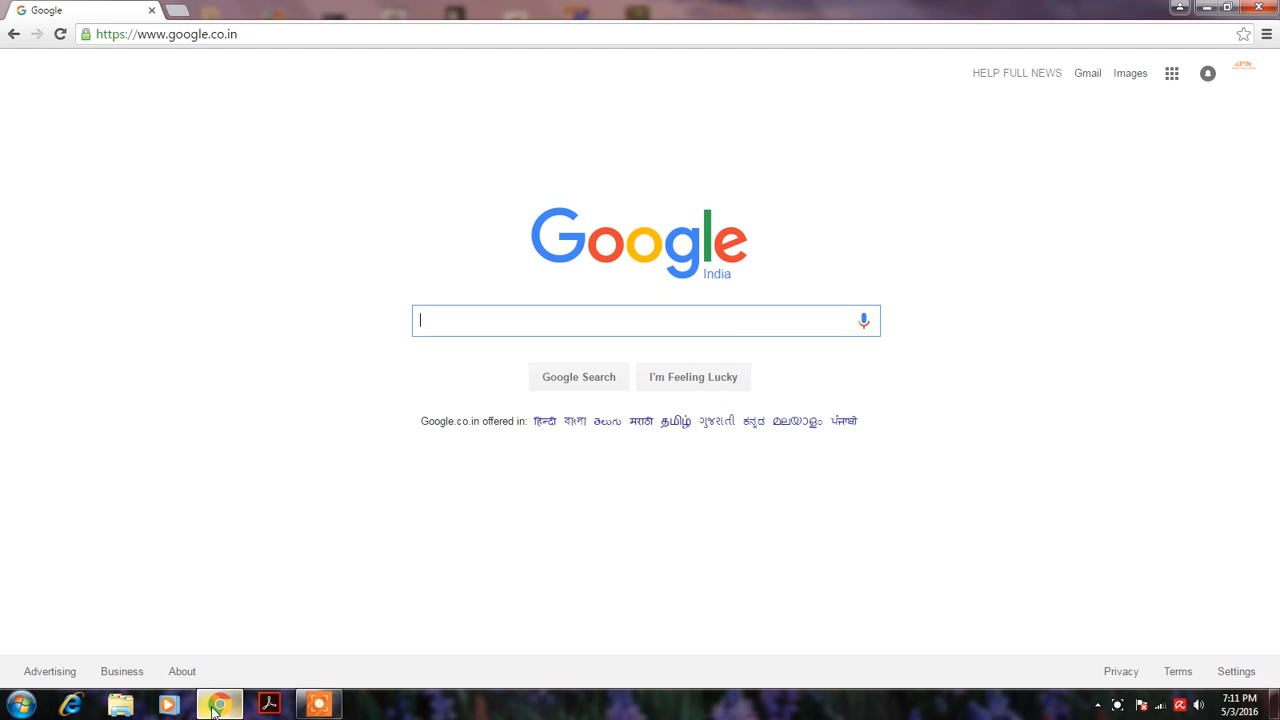 Google
https://www.google.co.in
HELP FULL NEWS Gmail Images
Google
India
Google Search I'm Feeling Lucky
Google.co.in offered in: हिन्दी বাংলা తెలుగు मराठी தமிழ் ગુજરાતી ಕನ್ನಡ മലയാളം ਪੰਜਾਬੀ
Advertising Business About Privacy Terms Settings
7:11 PM
5/3/2016